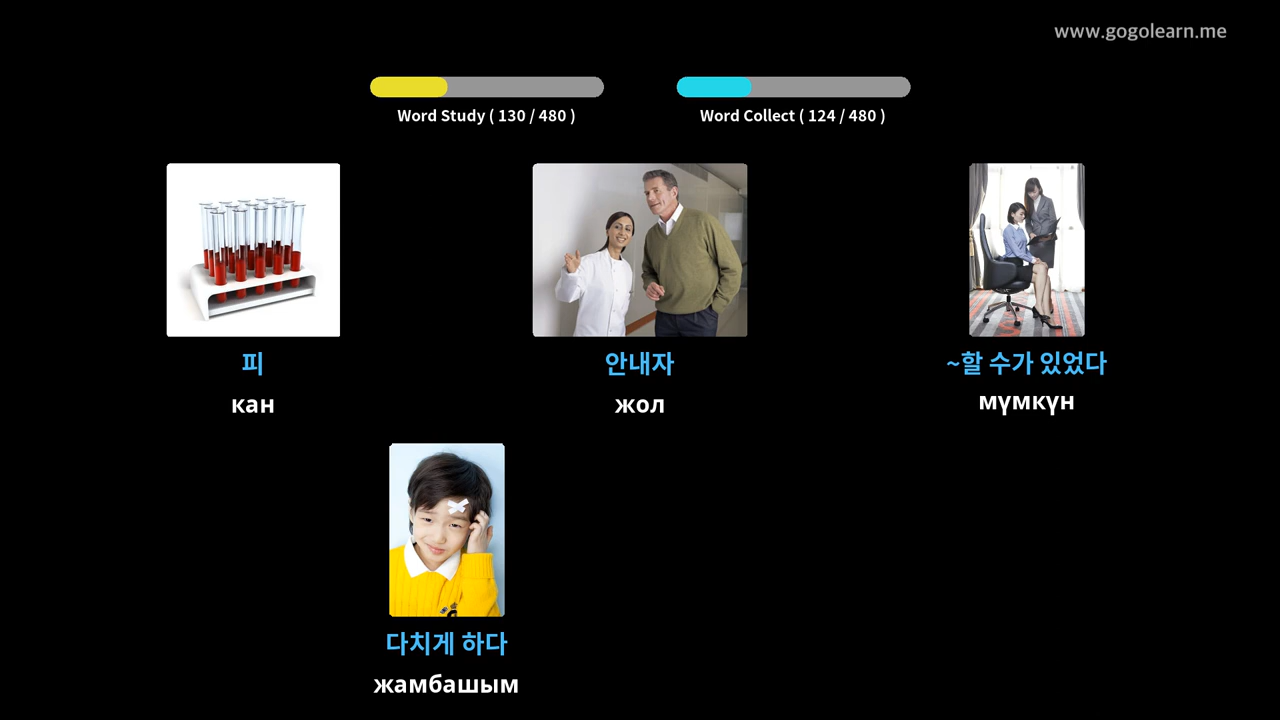 www.gogolearn.me
Word Study ( 130 / 480 )
Word Collect ( 124 / 480 )
피
кан
안내자
жол
~할 수가 있었다
мүмкүн
다치게 하다
жамбашым